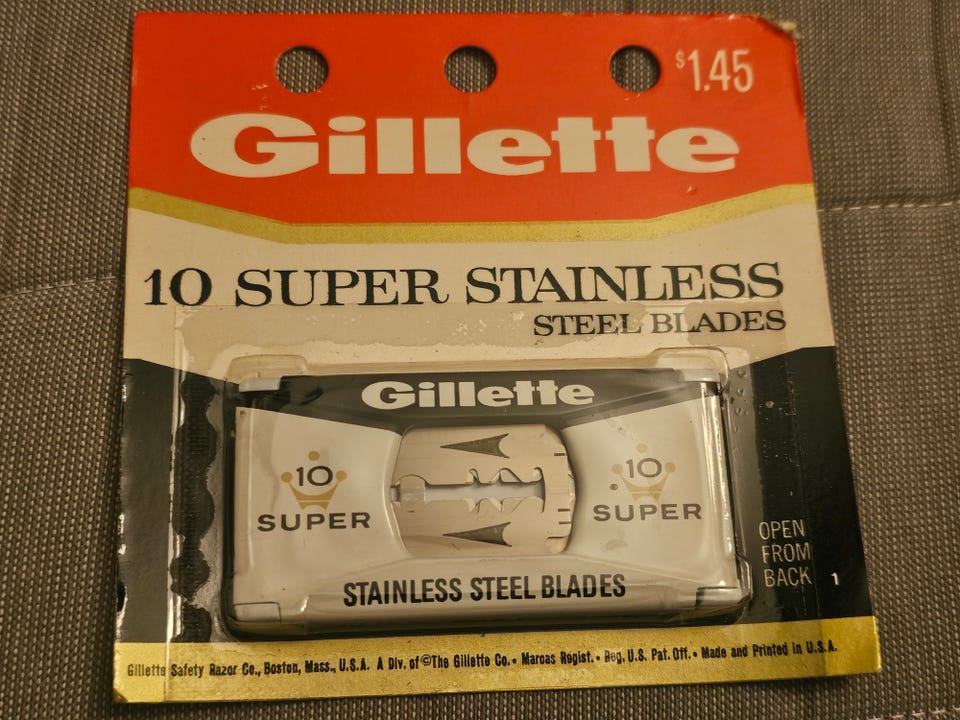 $1.45
Gillette
10 SUPER STAINLESS
STEEL BLADES
Gillette
10
SUPER
10
SUPER
STAINLESS STEEL BLADES
OPEN
FROM
BACK
1
Gillette Safety Razor Co., Boston, Mass., U.S.A. A Div. of ©The Gillette Co. • Marcas Regist. • Reg. U.S. Pat. Off. • Made and Printed in U.S.A.